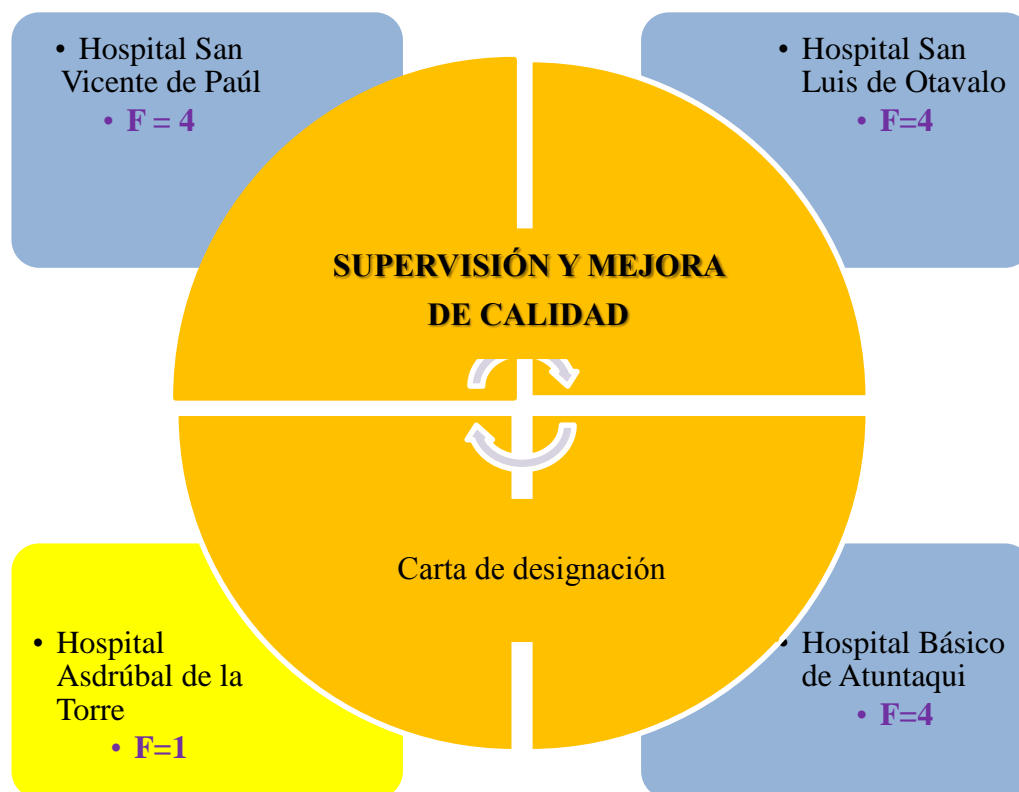 • Hospital San
Vicente de Paúl
• F = 4
• Hospital San
Luis de Otavalo
• F=4
SUPERVISIÓN Y MEJORA
DE CALIDAD
Carta de designación
• Hospital
Asdrúbal de la
Torre
• F=1
• Hospital Básico
de Atuntaqui
• F=4